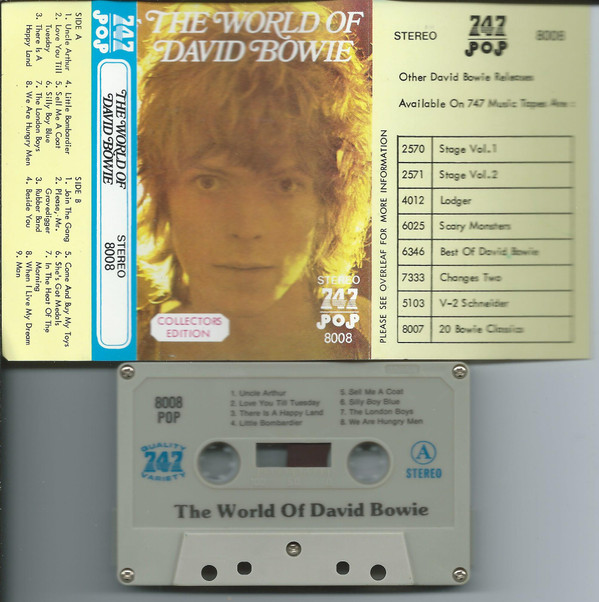 SIDE A
1. Uncle Arthur
2. Love You Till
Tuesday
3. There Is A
Happy Land
4. Little Bombardier
5. Sell Me A Coat
6. Silly Boy Blue
7. The London Boys
8. We Are Hungry Men
SIDE B
1. Join The Gang
2. Please, Mr.
Gravedigger
3. Rubber Band
4. Beside You
5. Come And Buy My Toys
6. She's Got Medals
7. In The Heat Of The
Morning
8. When I Live My Dream
9. Man
747
POP
THE WORLD OF
DAVID BOWIE
STEREO
8008
THE WORLD OF
DAVID BOWIE
COLLECTORS
EDITION
STEREO
747
POP
8008
PLEASE SEE OVERLEAF FOR MORE INFORMATION
STEREO 747 POP 8008
Other David Bowie Releases
Available On 747 Music Tapes Are :
2570 Stage Vol.1
2571 Stage Vol.2
4012 Lodger
6025 Scary Monsters
6346 Best Of David Bowie
7333 Changes Two
5103 V-2 Schneider
8007 20 Bowie Classics
8008
POP
1. Uncle Arthur
2. Love You Till Tuesday
3. There Is A Happy Land
4. Little Bombardier
5. Sell Me A Coat
6. Silly Boy Blue
7. The London Boys
8. We Are Hungry Men
QUALITY
747
VARIETY
A
STEREO
The World Of David Bowie